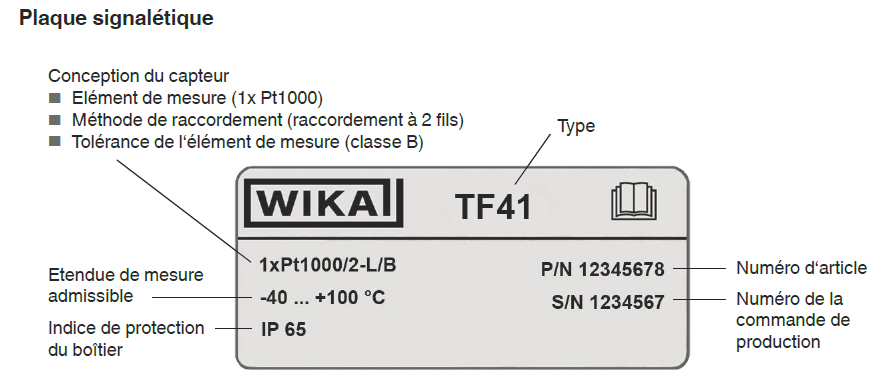 Plaque signalétique
Conception du capteur
■ Elément de mesure (1x Pt1000)
■ Méthode de raccordement (raccordement à 2 fils)
■ Tolérance de l‘élément de mesure (classe B)
Type
WIKA
TF41
1xPt1000/2-L/B
P/N 12345678
Numéro d‘article
Etendue de mesure
admissible
-40 ... +100 °C
S/N 1234567
Numéro de la
commande de
production
Indice de protection
du boîtier
IP 65